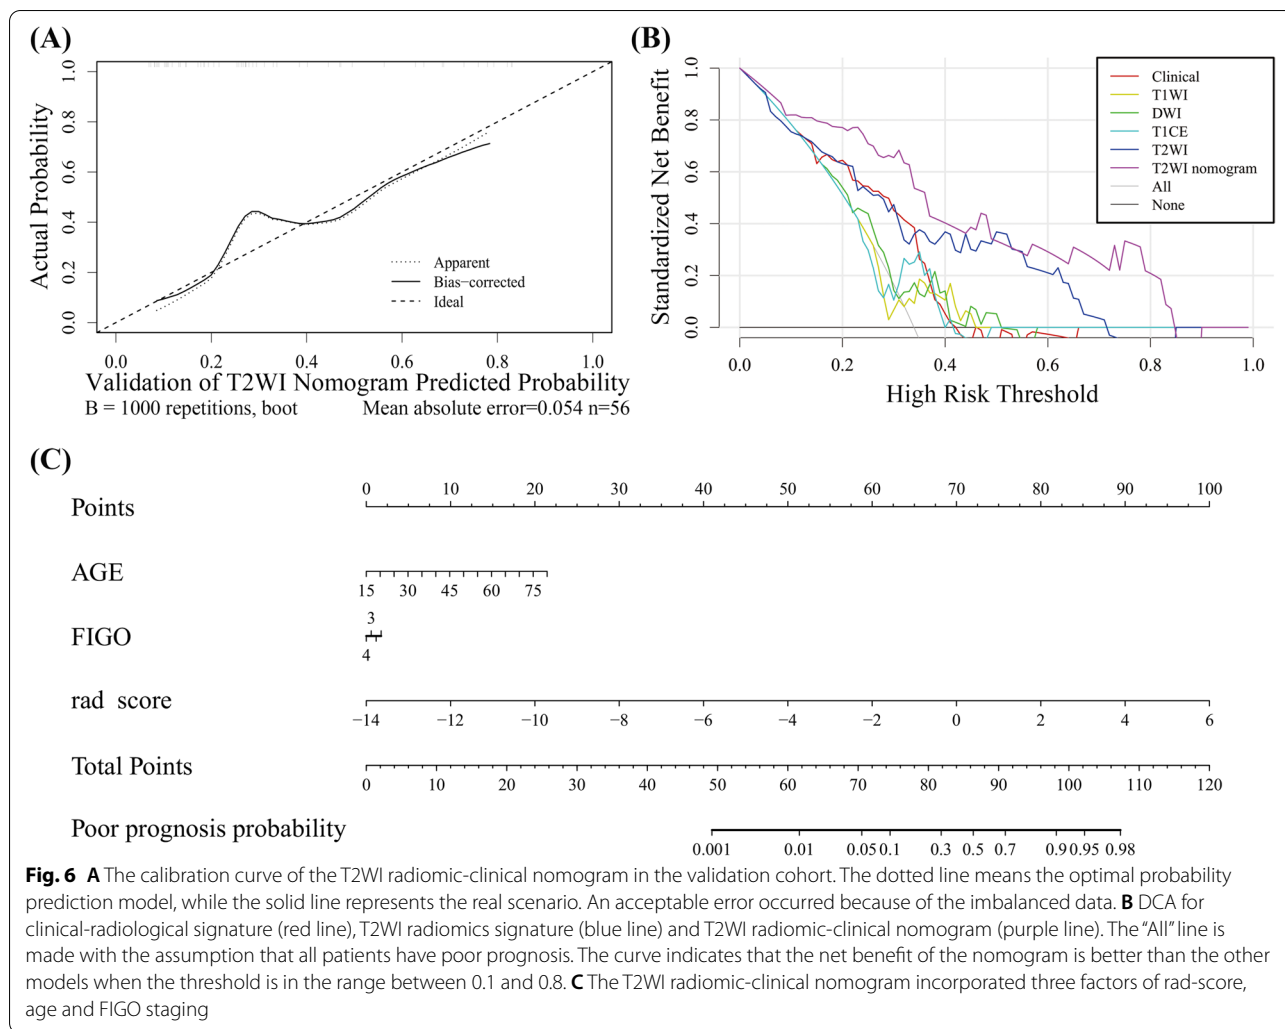 (A)
1.0
0.8
0.6
0.4
0.2
0.0
Actual Probability
Apparent
Bias−corrected
Ideal
0.0 0.2 0.4 0.6 0.8 1.0
Validation of T2WI Nomogram Predicted Probability
B = 1000 repetitions, boot Mean absolute error=0.054 n=56
(B)
1.0
0.8
0.6
0.4
0.2
0.0
Standardized Net Benefit
Clinical
T1WI
DWI
T1CE
T2WI
T2WI nomogram
All
None
0.0 0.2 0.4 0.6 0.8 1.0
High Risk Threshold
(C)
Points
0 10 20 30 40 50 60 70 80 90 100
AGE
15 30 45 60 75
FIGO
3
4
rad score
−14 −12 −10 −8 −6 −4 −2 0 2 4 6
Total Points
0 10 20 30 40 50 60 70 80 90 100 110 120
Poor prognosis probability
0.001 0.01 0.05 0.1 0.3 0.5 0.7 0.9 0.95 0.98
Fig. 6 A The calibration curve of the T2WI radiomic-clinical nomogram in the validation cohort. The dotted line means the optimal probability
prediction model, while the solid line represents the real scenario. An acceptable error occurred because of the imbalanced data. B DCA for
clinical-radiological signature (red line), T2WI radiomics signature (blue line) and T2WI radiomic-clinical nomogram (purple line). The “All” line is
made with the assumption that all patients have poor prognosis. The curve indicates that the net benefit of the nomogram is better than the other
models when the threshold is in the range between 0.1 and 0.8. C The T2WI radiomic-clinical nomogram incorporated three factors of rad-score,
age and FIGO staging